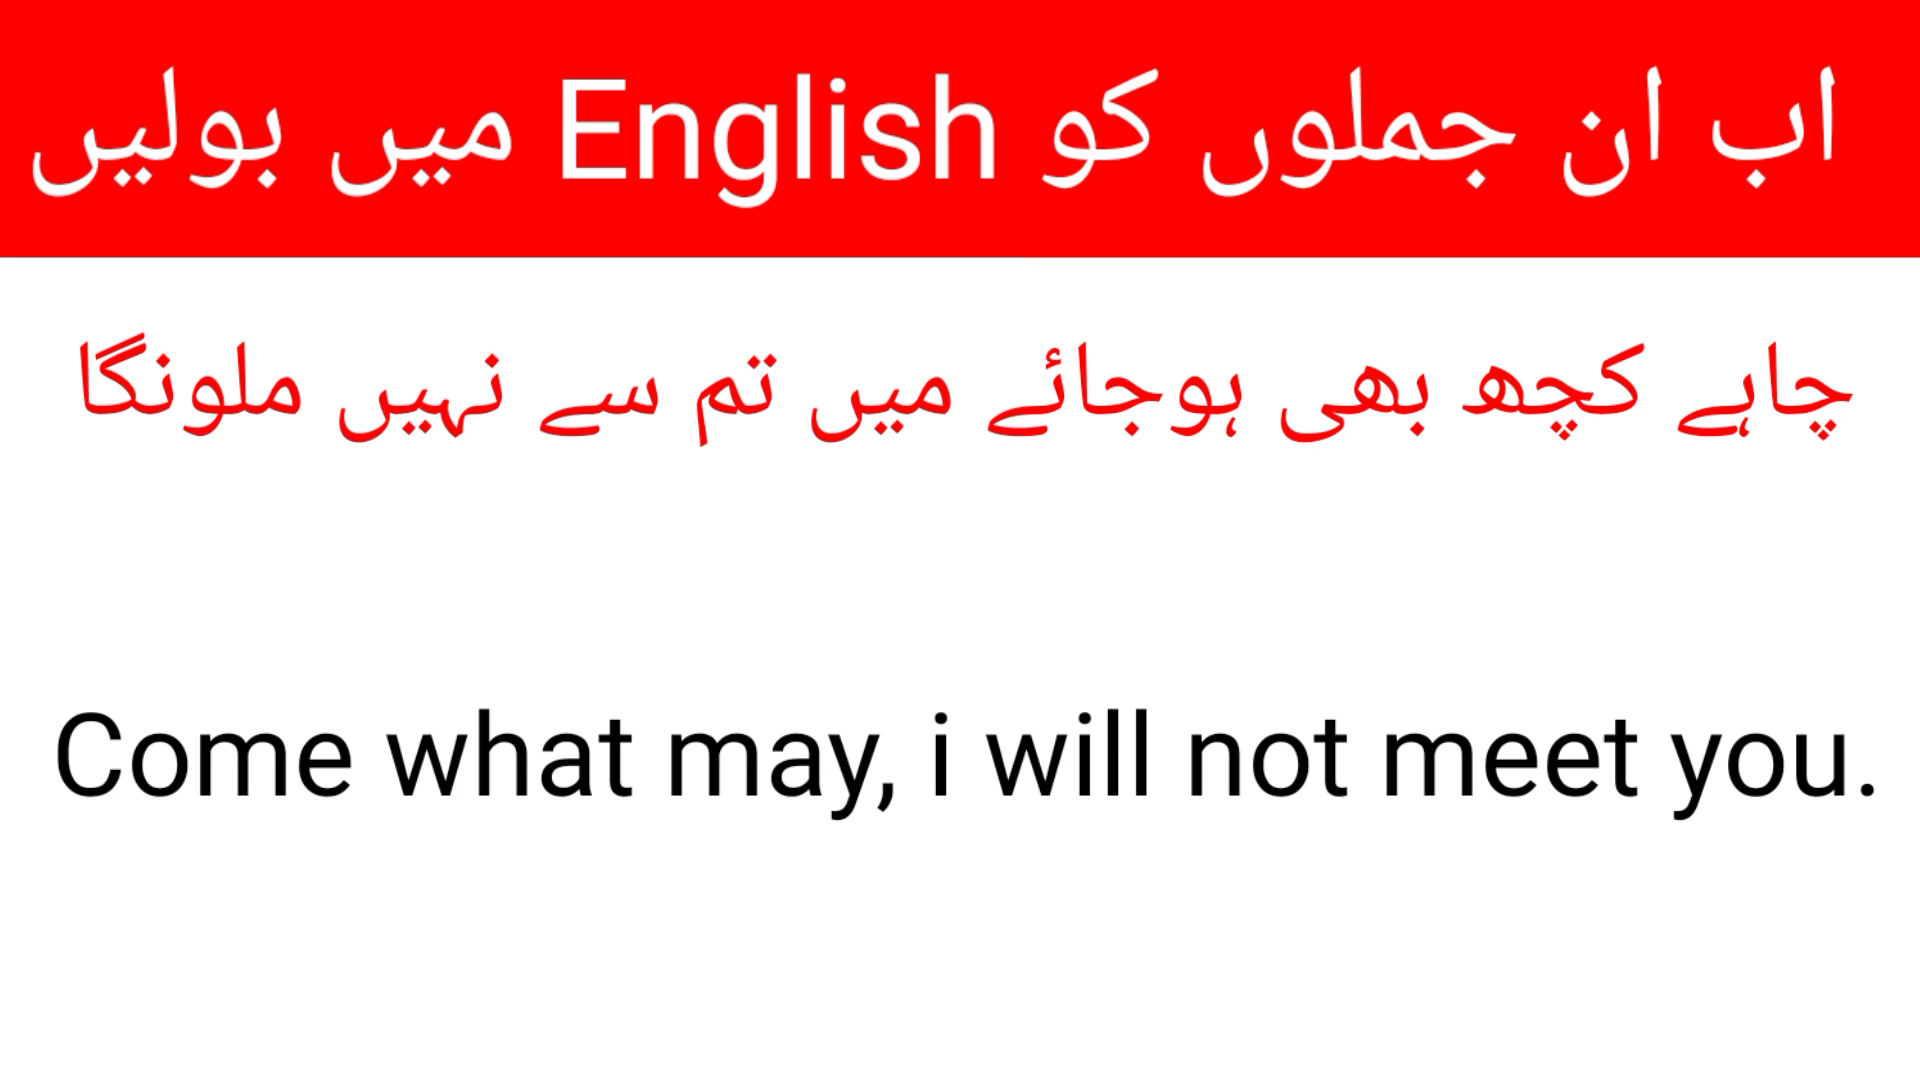 اب ان جملوں کو English میں بولیں
چاہے کچھ بھی ہوجائے میں تم سے نہیں ملونگا
Come what may, i will not meet you.